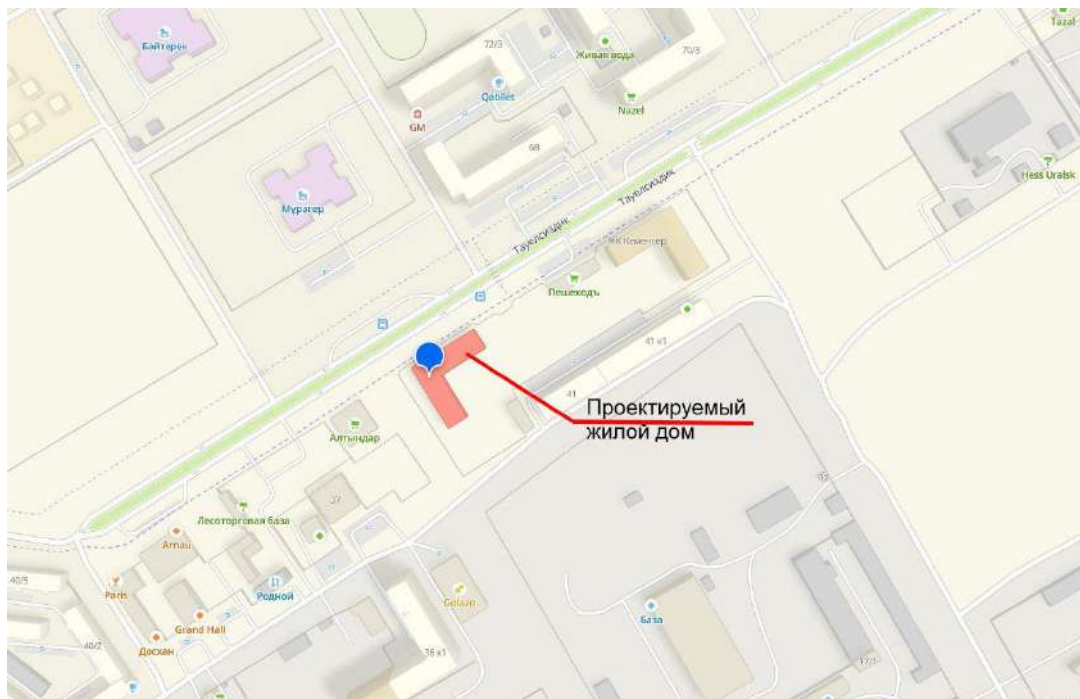 Tazal
Байтерек
72/3
Живая вода
70/3
Qabilet
Nazel
GM
68
Hess Uralsk
Мұрагер
Тауелсиздик
Тауелсиздик
ЖК Кеменгер
Пешеходъ
41 к1
41
Проектируемый
жилой дом
Алтындар
Лесоторговая база
Arnau
40/5
Paris
Родной
Golazo
База
Grand Hall
40/2
Досхан
36 к1